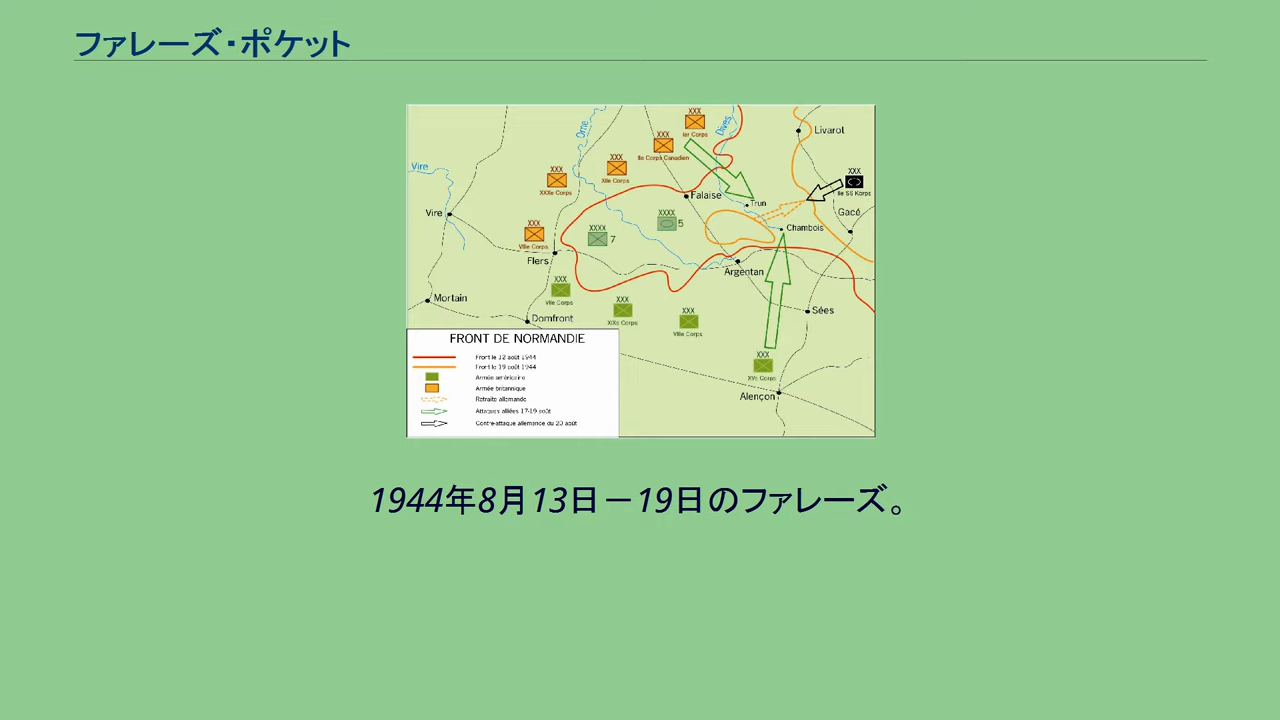 ファレーズ・ポケット
XXX
Ier Corps
XXX
IIe Corps Canadien
Orne
Dives
Livarot
Vire
XXX
XIIe Corps
XXX
XXXIIe Corps
XXX
IIe SS Korps
Falaise
Trun
Gacé
Vire
XXXX
5
XXXX
7
XXX
VIIIe Corps
Chambois
Flers
Argentan
XXX
VIIe Corps
Mortain
XXX
XIXe Corps
XXX
VIIIe Corps
Sées
Domfront
FRONT DE NORMANDIE
Front le 12 août 1944
Front le 19 août 1944
Armée américaine
Armée britannique
Retraite allemande
Attaques alliées 17-19 août
Contre-attaque allemande du 20 août
XXX
XVe Corps
Alençon
1944年8月13日－19日のファレーズ。